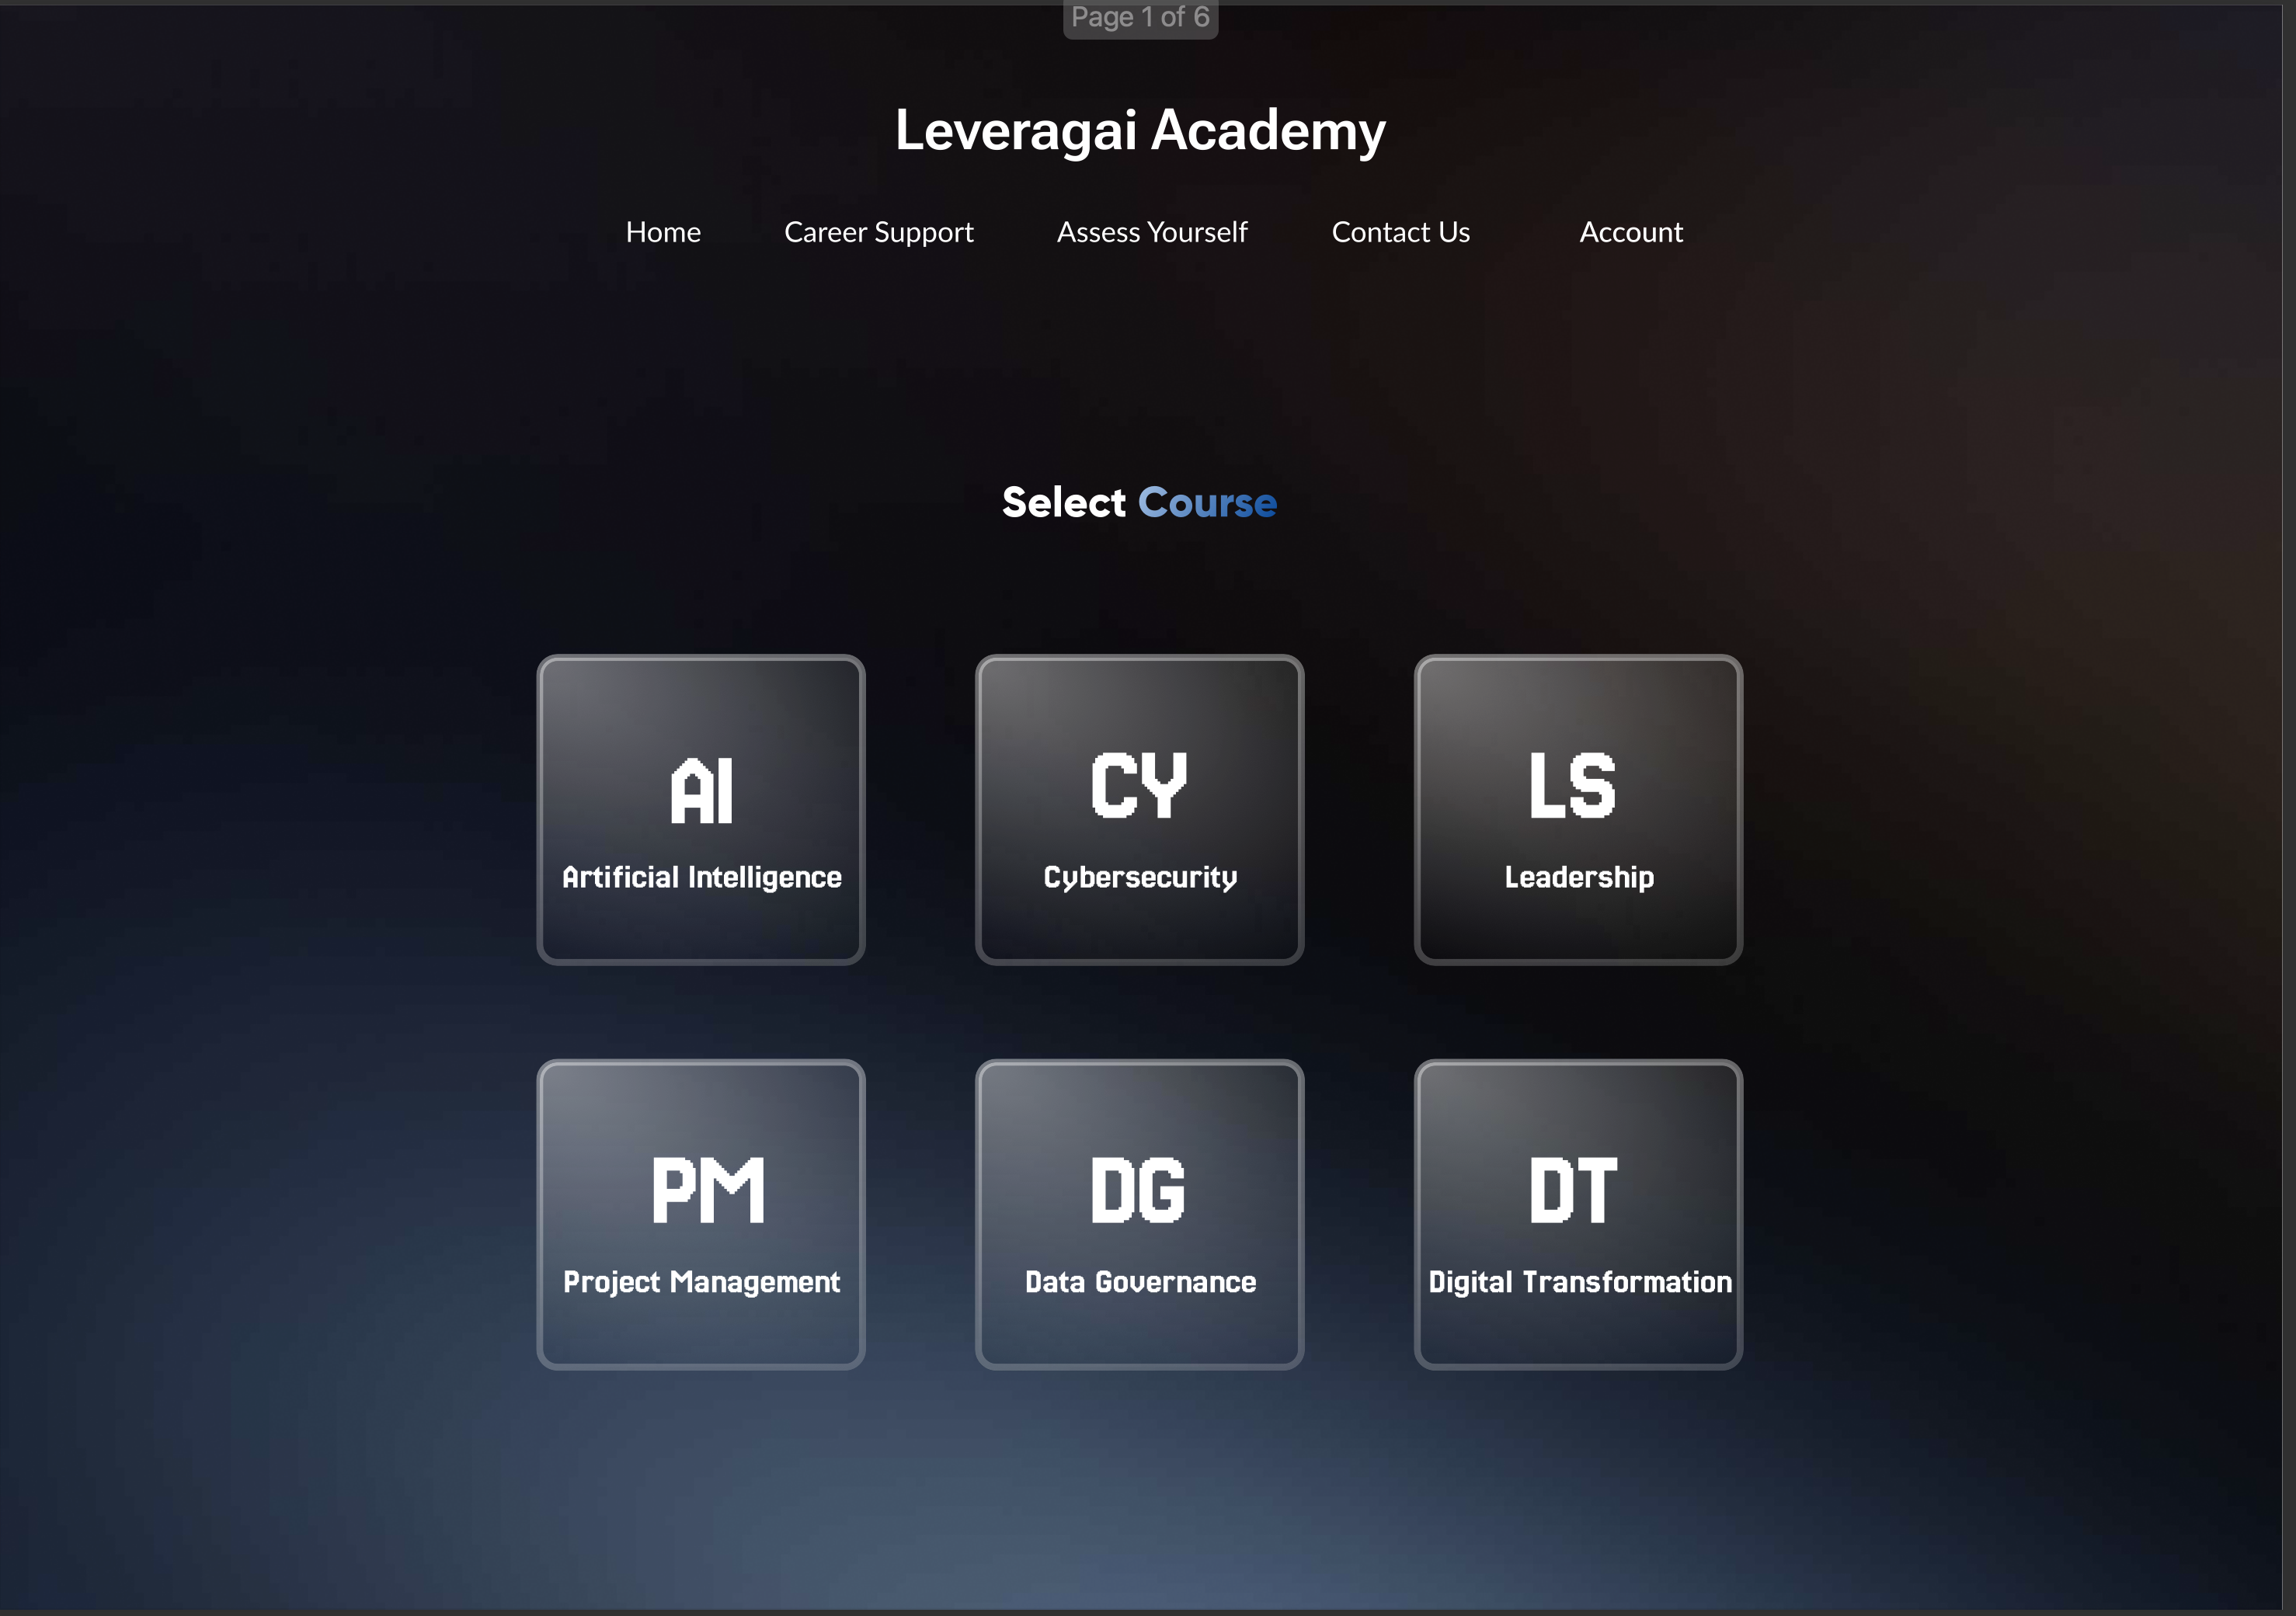 Page 1 of 6
Leveragai Academy
Home Career Support Assess Yourself Contact Us Account
Select Course
AI CY LS
Artificial Intelligence Cybersecurity Leadership
PM DG DT
Project Management Data Governance Digital Transformation